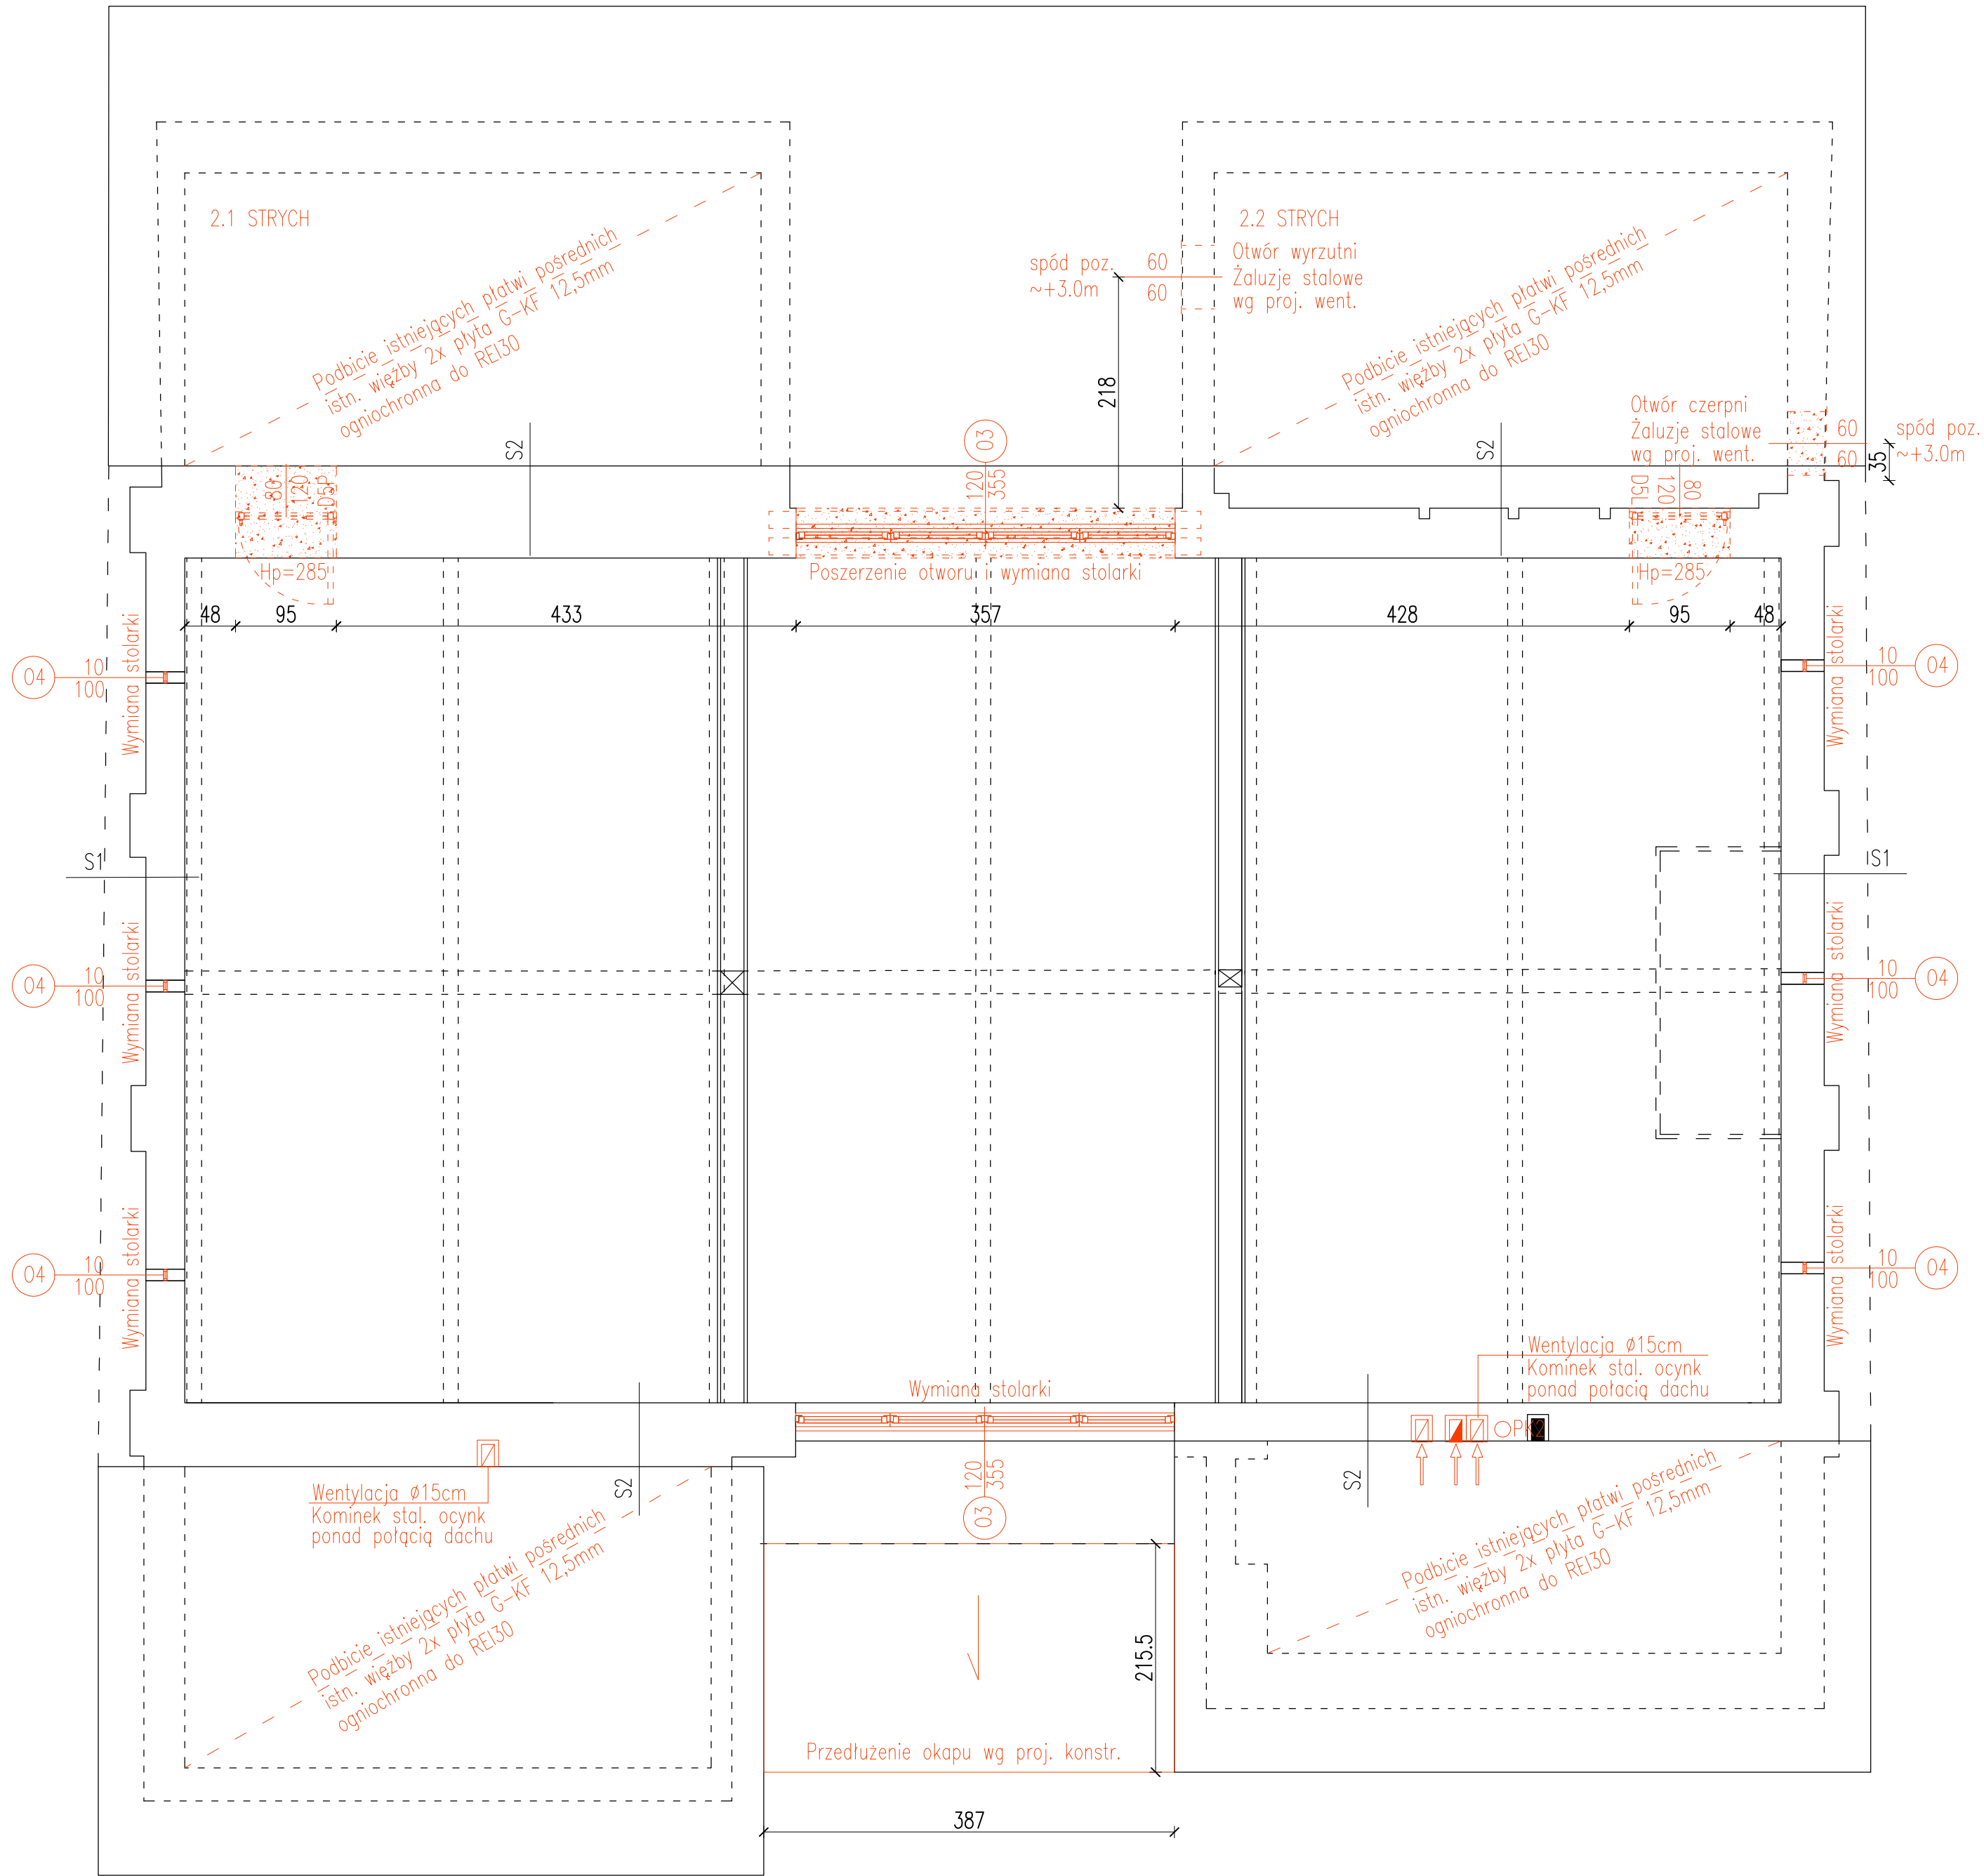 2.1 STRYCH
Podbicie istniejących płatwi pośrednich
istn. więźby 2x płyta G-KF 12,5mm
ogniochronna do REI30
2.2 STRYCH
Otwór wyrzutni
Żaluzje stalowe
wg proj. went.
spód poz.
~+3.0m
60
60
218
Podbicie istniejących płatwi pośrednich
istn. więźby 2x płyta G-KF 12,5mm
ogniochronna do REI30
Otwór czerpni
Żaluzje stalowe
wg proj. went.
60
60
35
spód poz.
~+3.0m
S2
03
120
355
S2
80
120
D5P
Hp=285
D5L
120
80
Hp=285
Poszerzenie otworu i wymiana stolarki
48
95
433
357
428
95
48
04
10
100
Wymiana stolarki
Wymiana stolarki
10
100
04
S1
S1
04
10
100
Wymiana stolarki
Wymiana stolarki
10
100
04
04
10
100
Wymiana stolarki
Wymiana stolarki
10
100
04
Wymiana stolarki
Wentylacja ø15cm
Kominek stal. ocynk
ponad połacią dachu
PK2
S2
120
355
03
S2
Wentylacja ø15cm
Kominek stal. ocynk
ponad połącią dachu
Podbicie istniejących płatwi pośrednich
istn. więźby 2x płyta G-KF 12,5mm
ogniochronna do REI30
Podbicie istniejących płatwi pośrednich
istn. więźby 2x płyta G-KF 12,5mm
ogniochronna do REI30
215.5
Przedłużenie okapu wg proj. konstr.
387